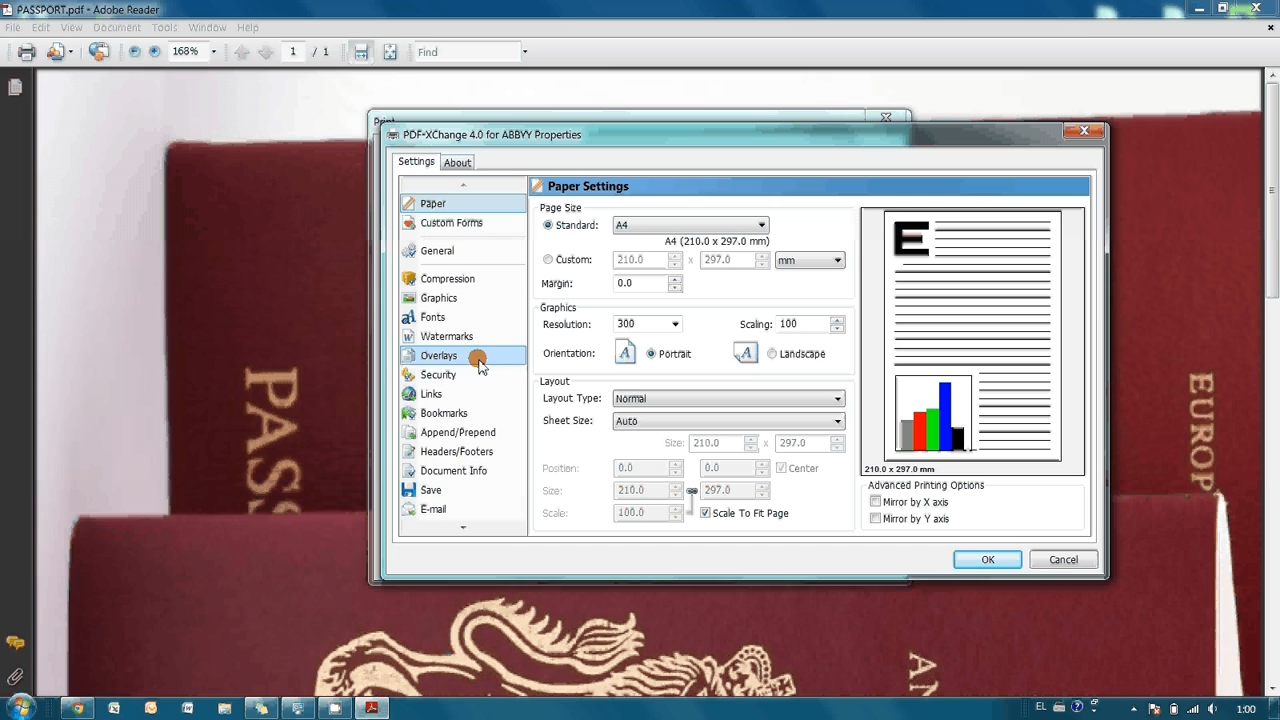 PASSPORT.pdf - Adobe Reader
File Edit View Document Tools Window Help
168% 1 / 1 Find
Print
PDF-XChange 4.0 for ABBYY Properties
Settings About
Paper
Custom Forms
General
Compression
Graphics
Fonts
Watermarks
Overlays
Security
Links
Bookmarks
Append/Prepend
Headers/Footers
Document Info
Save
E-mail
Paper Settings
Page Size
Standard: A4
A4 (210.0 x 297.0 mm)
Custom: 210.0 x 297.0 mm
Margin: 0.0
Graphics
Resolution: 300 Scaling: 100
Orientation: A Portrait A Landscape
Layout
Layout Type: Normal
Sheet Size: Auto
Size: 210.0 x 297.0
Position: 0.0 0.0 Center
Size: 210.0 297.0
Scale: 100.0 Scale To Fit Page
E
210.0 x 297.0 mm
Advanced Printing Options
Mirror by X axis
Mirror by Y axis
OK Cancel
PASS
EUROP
AN
EL 1:00